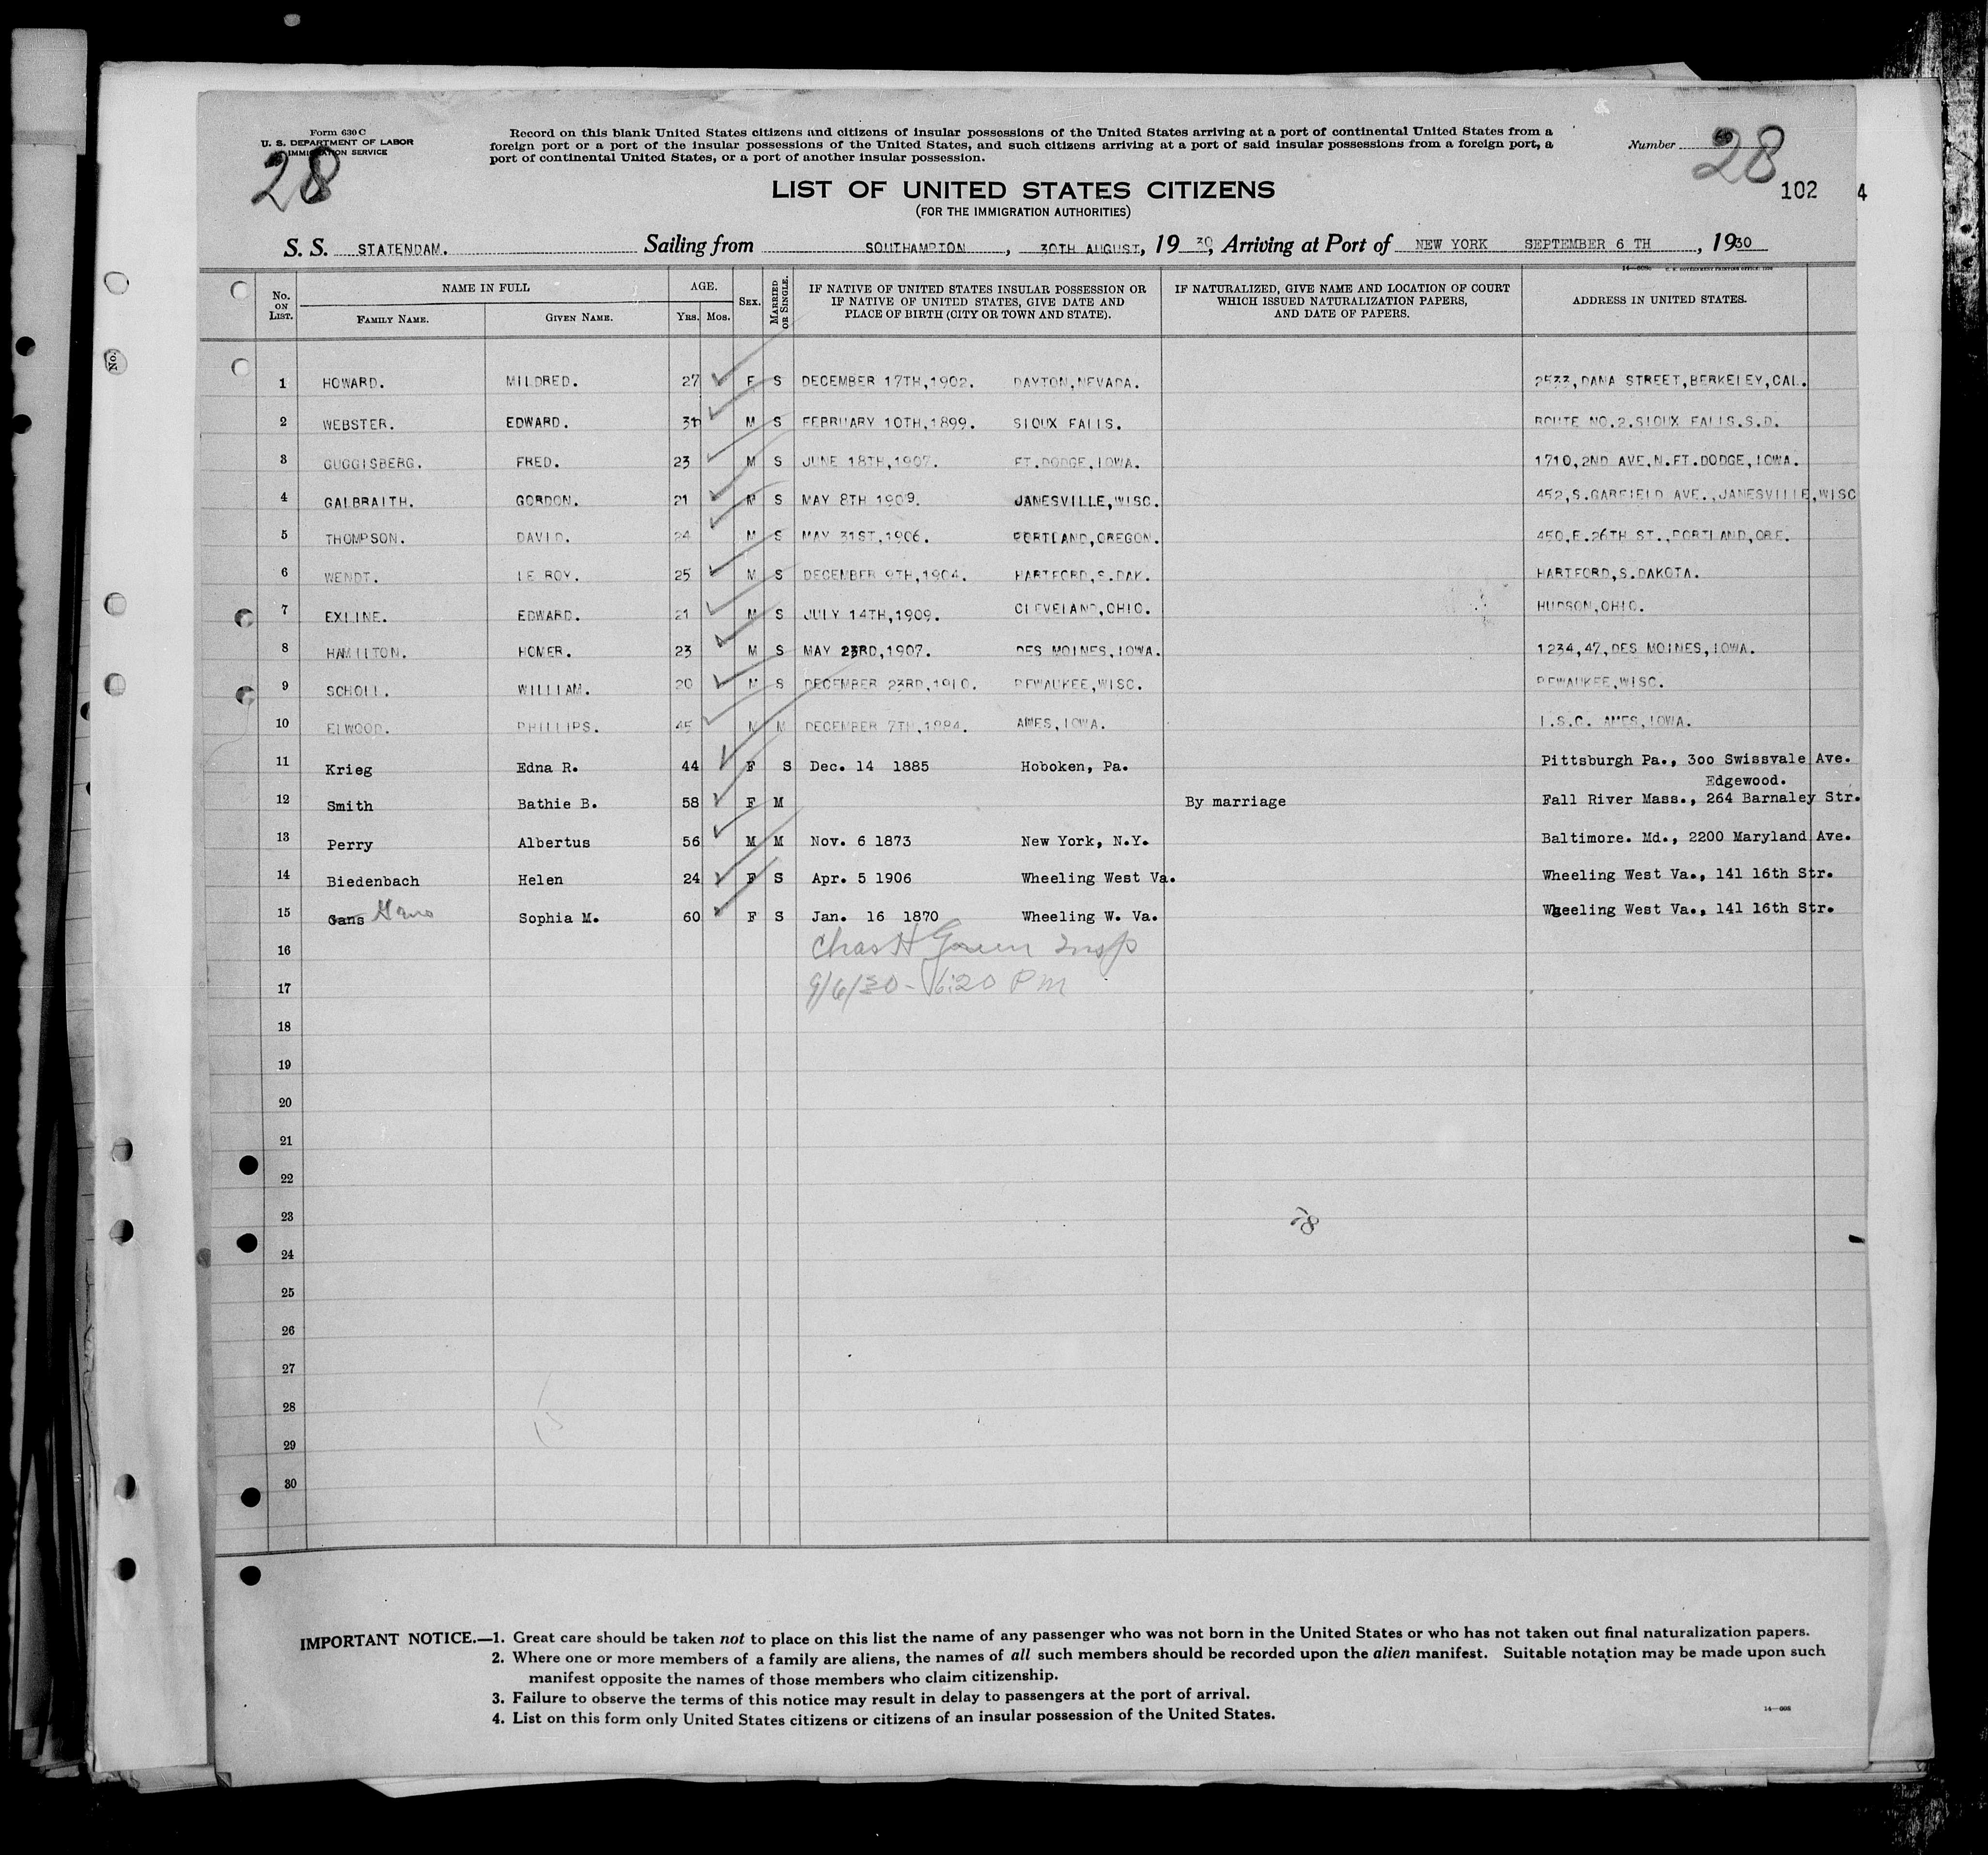 Form 630 C
U. S. DEPARTMENT OF LABOR
IMMIGRATION SERVICE
28
Record on this blank United States citizens and citizens of insular possessions of the United States arriving at a port of continental United States from a
foreign port or a port of the insular possessions of the United States, and such citizens arriving at a port of said insular possessions from a foreign port, a
port of continental United States, or a port of another insular possession.
Number 28
102 4
LIST OF UNITED STATES CITIZENS
(FOR THE IMMIGRATION AUTHORITIES)
S. S. STATENDAM. Sailing from SOUTHAMPTON, 30TH AUGUST, 19 30, Arriving at Port of NEW YORK SEPTEMBER 6 TH, 1930
No. ON LIST. NAME IN FULL FAMILY NAME. GIVEN NAME. AGE. YRS. MOS. SEX. MARRIED OR SINGLE. IF NATIVE OF UNITED STATES INSULAR POSSESSION OR IF NATIVE OF UNITED STATES, GIVE DATE AND PLACE OF BIRTH (CITY OR TOWN AND STATE). IF NATURALIZED, GIVE NAME AND LOCATION OF COURT WHICH ISSUED NATURALIZATION PAPERS, AND DATE OF PAPERS. ADDRESS IN UNITED STATES.
1 HOWARD. MILDRED. 27 F S DECEMBER 17TH,1902. DAYTON,NEVADA. 2533,DANA STREET,BERKELEY,CAL.
2 WEBSTER. EDWARD. 31 M S FEBRUARY 10TH,1899. SIOUX FALLS. ROUTE NO.2.SIOUX FALLS.S.D.
3 GUGGISBERG. FRED. 23 M S JUNE 18TH,1907. FT.DODGE,IOWA. 1710,2ND AVE.N.FT.DODGE,IOWA.
4 GALBRAITH. GORDON. 21 M S MAY 8TH 1909. JANESVILLE,WISC. 452,S.GARFIELD AVE.,JANESVILLE,WISC
5 THOMPSON. DAVID. 24 M S MAY 31ST,1906. PORTLAND,OREGON. 450,E.26TH ST.,PORTLAND,ORE.
6 WENDT. LE ROY. 25 M S DECEMBER 9TH,1904. HARTFORD,S.DAK. HARTFORD,S.DAKOTA.
7 EXLINE. EDWARD. 21 M S JULY 14TH,1909. CLEVELAND,OHIO. HUDSON,OHIO.
8 HAMILTON. HOMER. 23 M S MAY 23RD,1907. DES MOINES,IOWA. 1234,47,DES MOINES,IOWA.
9 SCHOLL. WILLIAM. 20 M S DECEMBER 23RD,1910. PEWAUKEE,WISC. PEWAUKEE,WISC.
10 ELWOOD. PHILLIPS. 45 M M DECEMBER 7TH,1884. AMES,IOWA. I.S.C. AMES,IOWA.
11 Krieg Edna R. 44 F S Dec. 14 1885 Hoboken, Pa. Pittsburgh Pa., 3oo Swissvale Ave.
Edgewood.
12 Smith Bathie B. 58 F M By marriage Fall River Mass., 264 Barnaley Str.
13 Perry Albertus 56 M M Nov. 6 1873 New York, N.Y. Baltimore. Md., 2200 Maryland Ave.
14 Biedenbach Helen 24 F S Apr. 5 1906 Wheeling West Va. Wheeling West Va., 141 16th Str.
15 Gans Sophia M. 60 F S Jan. 16 1870 Wheeling W. Va. Wheeling West Va., 141 16th Str.
16 Chas H Insp
17 9/6/30 - 6:20 PM
18
19
20
21
22
23
24
25
26
27
28
29
30
IMPORTANT NOTICE.—1. Great care should be taken not to place on this list the name of any passenger who was not born in the United States or who has not taken out final naturalization papers.
2. Where one or more members of a family are aliens, the names of all such members should be recorded upon the alien manifest. Suitable notation may be made upon such
manifest opposite the names of those members who claim citizenship.
3. Failure to observe the terms of this notice may result in delay to passengers at the port of arrival.
4. List on this form only United States citizens or citizens of an insular possession of the United States.